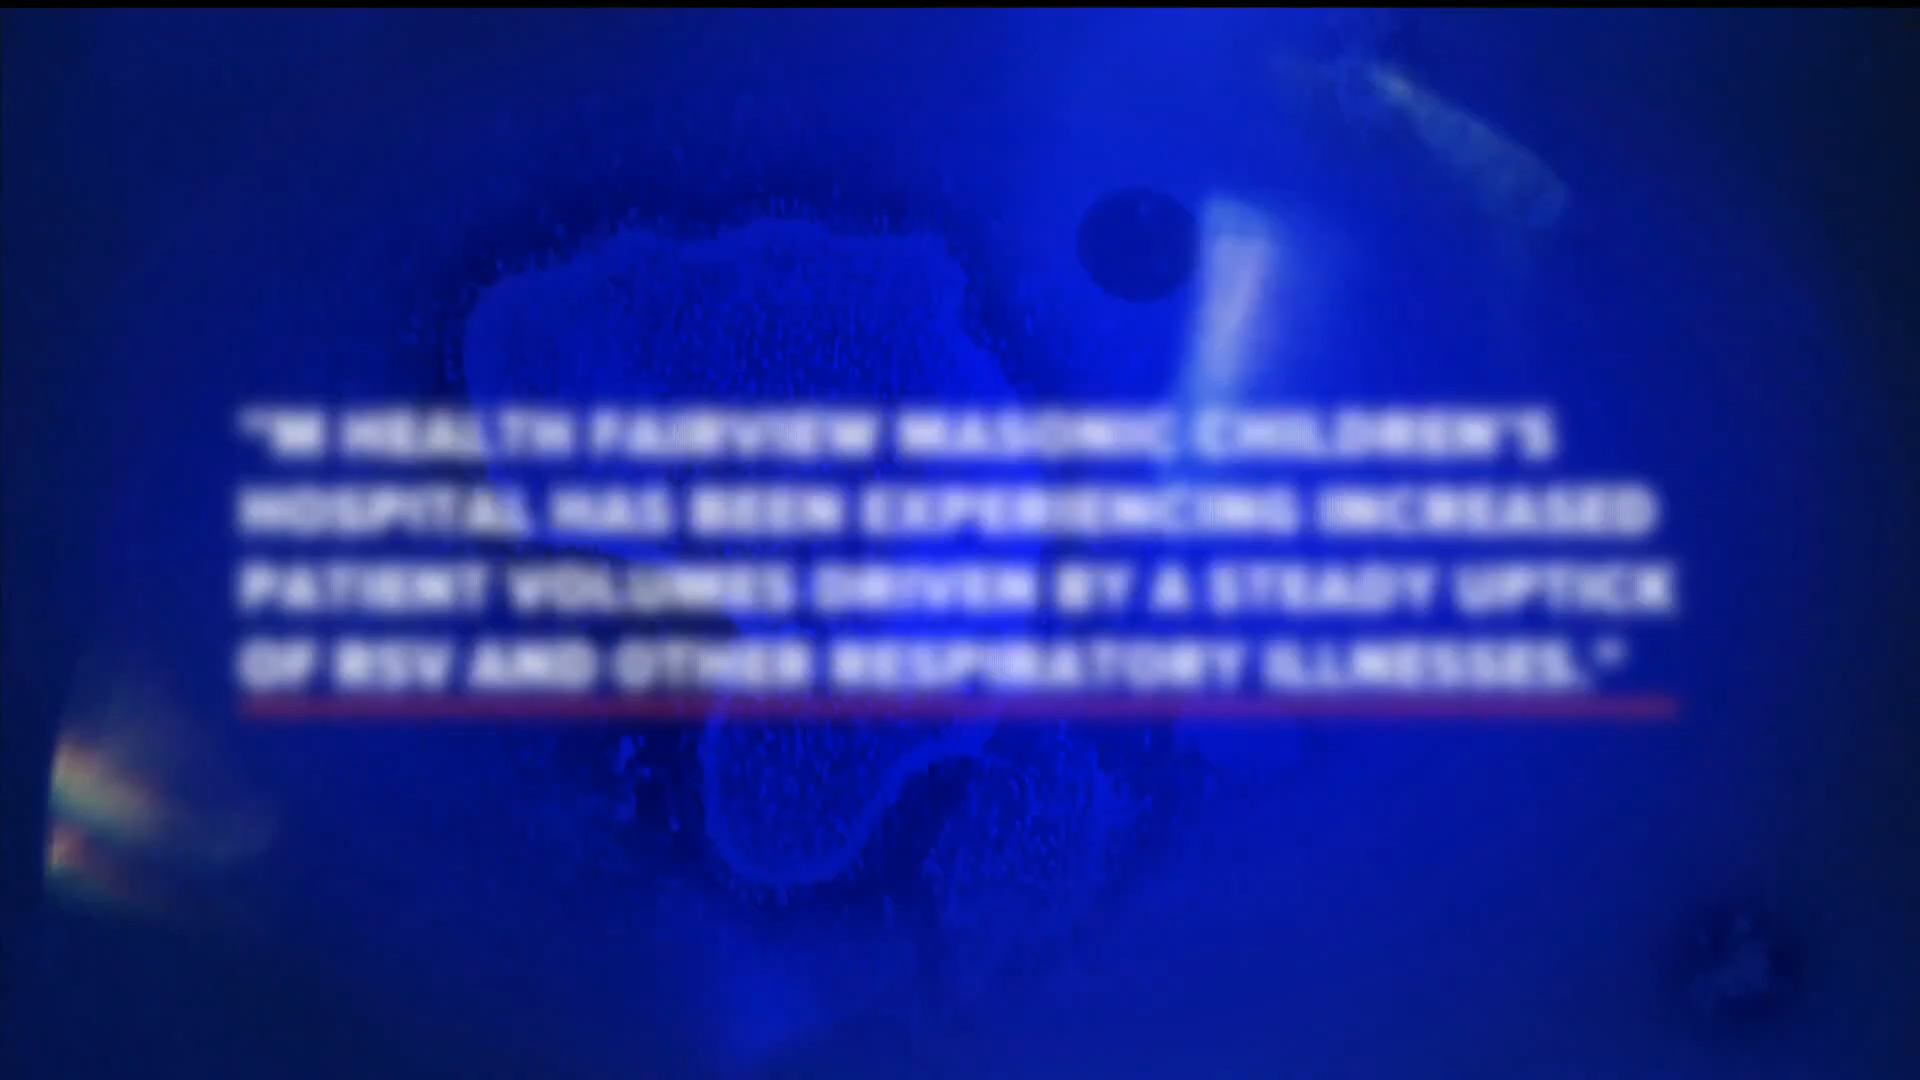 "M HEALTH FAIRVIEW MASONIC CHILDREN'S
HOSPITAL HAS BEEN EXPERIENCING INCREASED
PATIENT VOLUMES DRIVEN BY A STEADY UPTICK
OF RSV AND OTHER RESPIRATORY ILLNESSES."